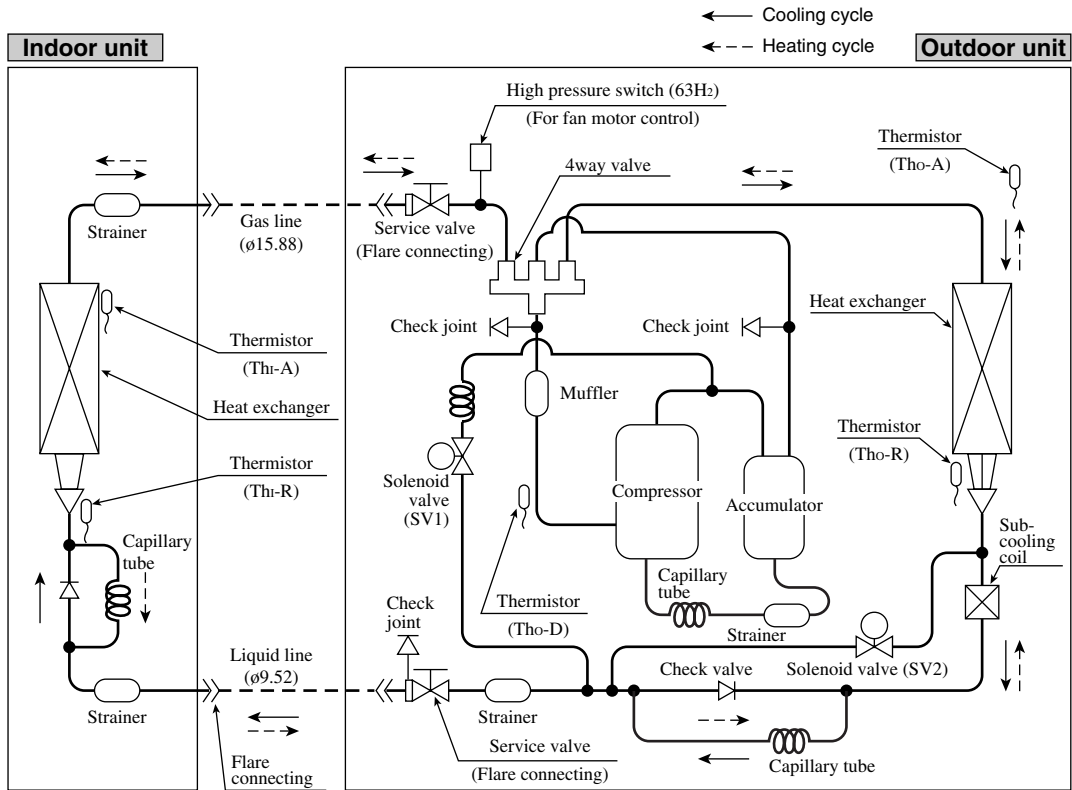 Cooling cycle
Heating cycle
Indoor unit
Outdoor unit
High pressure switch (63H2)
(For fan motor control)
4way valve
Thermistor
(ThO-A)
Strainer
Gas line
(ø15.88)
Service valve
(Flare connecting)
Heat exchanger
Check joint
Check joint
Thermistor
(ThI-A)
Muffler
Heat exchanger
Thermistor
(ThO-R)
Thermistor
(ThI-R)
Solenoid
valve
(SV1)
Compressor
Accumulator
Sub-
cooling
coil
Capillary
tube
Capillary
tube
Check
joint
Thermistor
(ThO-D)
Strainer
Liquid line
(ø9.52)
Check valve
Solenoid valve (SV2)
Strainer
Strainer
Service valve
(Flare connecting)
Flare
connecting
Capillary tube